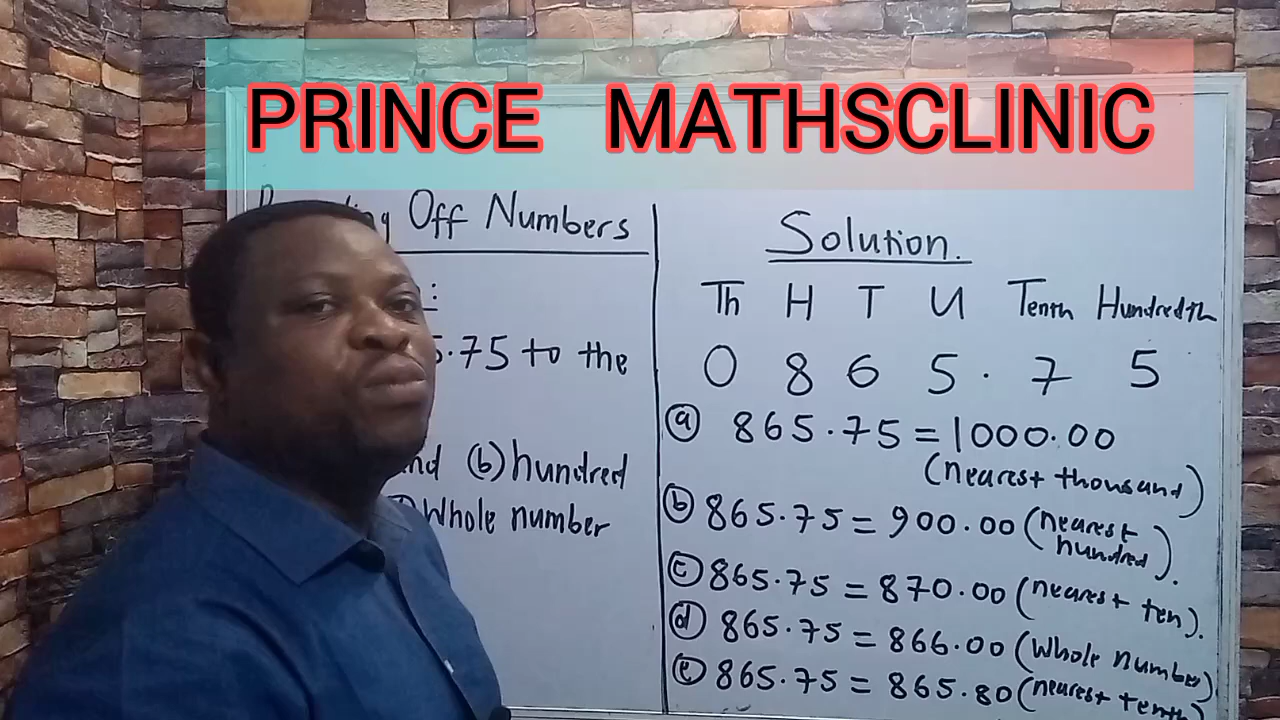 PRINCE MATHSCLINIC
Off Numbers
:
.75 to the
(b) hundred
Whole number
Solution.
Th H T U Tenth Hundredth
0 8 6 5 . 7 5
(a) 865.75 = 1000.00
(nearest thousand)
(b) 865.75 = 900.00 (nearest
hundred).
(c) 865.75 = 870.00 (nearest ten).
(d) 865.75 = 866.00 (Whole number)
(e) 865.75 = 865.80 (nearest tenth)